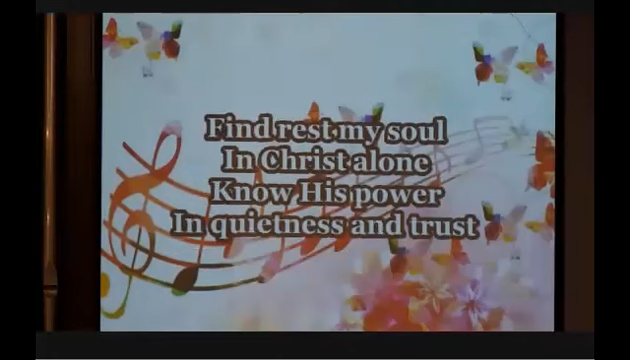 Find rest my soul
In Christ alone
Know His power
In quietness and trust